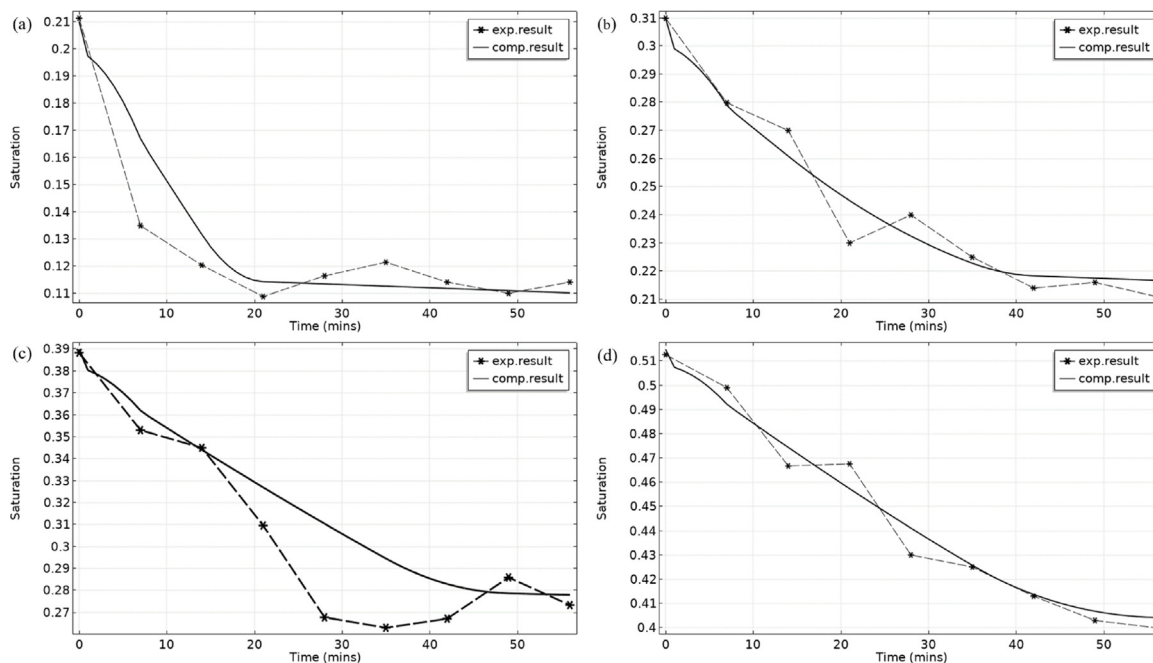 (a)
0.21
0.2
0.19
0.18
0.17
0.16
0.15
0.14
0.13
0.12
0.11
Saturation
0 10 20 30 40 50
Time (mins)
exp.result
comp.result
(b)
0.31
0.3
0.29
0.28
0.27
0.26
0.25
0.24
0.23
0.22
0.21
Saturation
0 10 20 30 40 50
Time (mins)
exp.result
comp.result
(c)
0.39
0.38
0.37
0.36
0.35
0.34
0.33
0.32
0.31
0.3
0.29
0.28
0.27
Saturation
0 10 20 30 40 50
Time (mins)
exp.result
comp.result
(d)
0.51
0.5
0.49
0.48
0.47
0.46
0.45
0.44
0.43
0.42
0.41
0.4
Saturation
0 10 20 30 40 50
Time (mins)
exp.result
comp.result